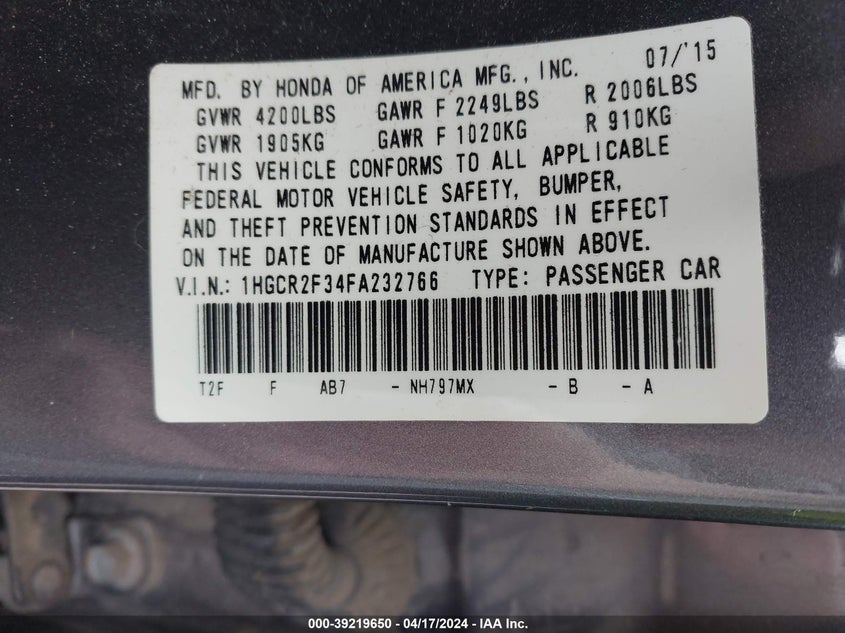 MFD. BY HONDA OF AMERICA MFG., INC. 07/'15
GVWR 4200LBS GAWR F 2249LBS R 2006LBS
GVWR 1905KG GAWR F 1020KG R 910KG
THIS VEHICLE CONFORMS TO ALL APPLICABLE
FEDERAL MOTOR VEHICLE SAFETY, BUMPER,
AND THEFT PREVENTION STANDARDS IN EFFECT
ON THE DATE OF MANUFACTURE SHOWN ABOVE.
V.I.N.: 1HGCR2F34FA232766 TYPE: PASSENGER CAR
T2F F AB7 - NH797MX - B - A
000-39219650 - 04/17/2024 - IAA Inc.